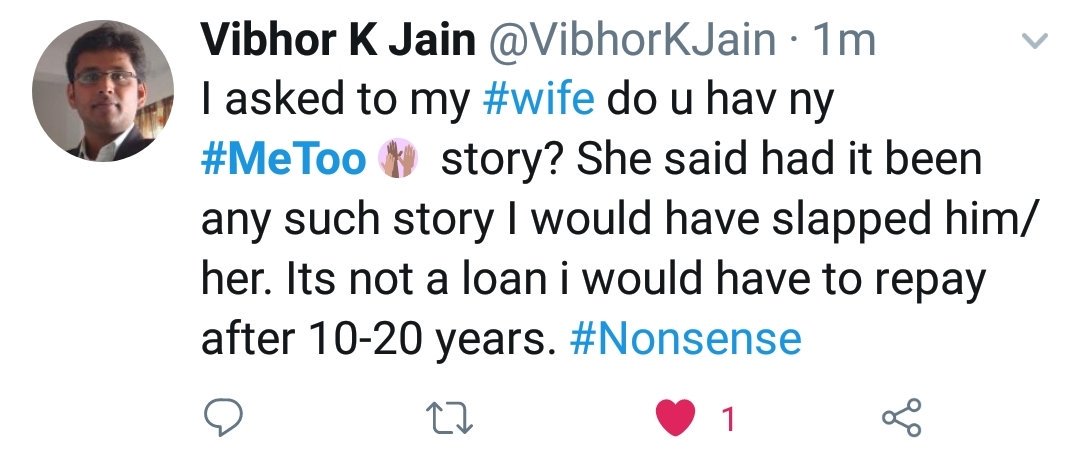 Vibhor K Jain @VibhorKJain · 1m
I asked to my #wife do u hav ny
#MeToo story? She said had it been
any such story I would have slapped him/
her. Its not a loan i would have to repay
after 10-20 years. #Nonsense
1